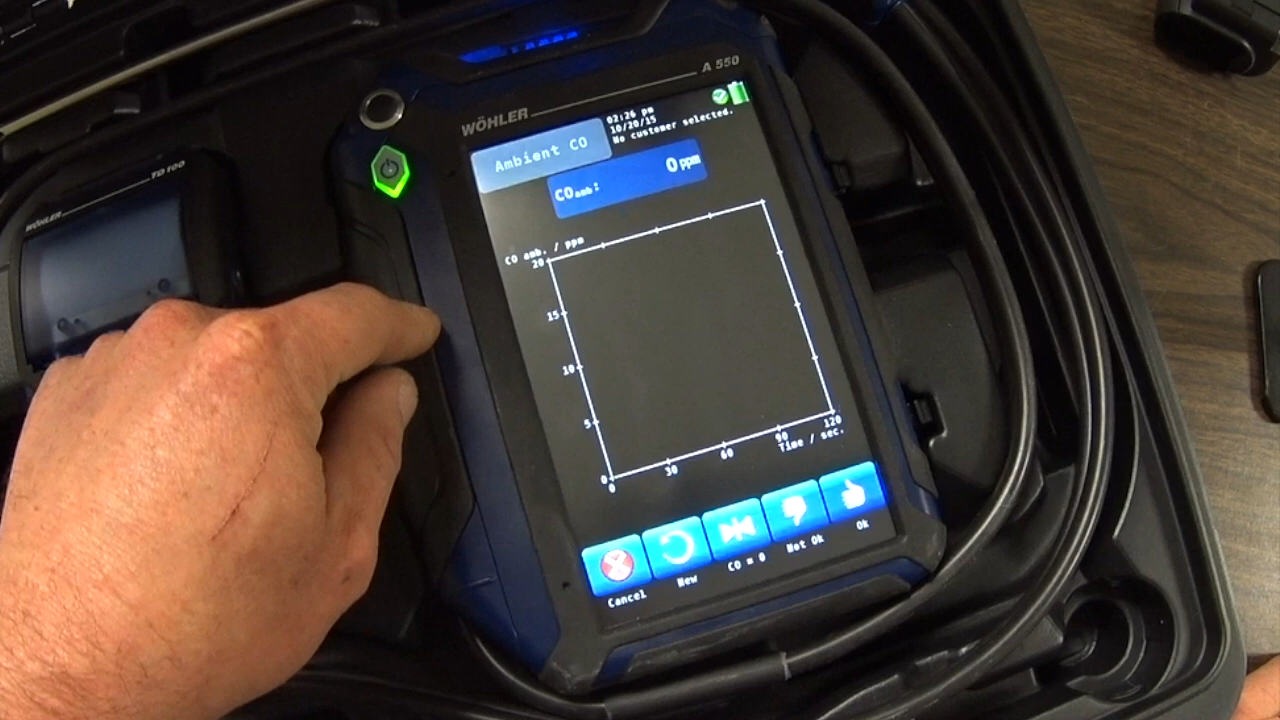 A 550
WÖHLER
02:26 pm
10/20/15
No customer selected.
Ambient CO
COamb: 0 ppm
TD 100
WÖHLER
CO amb. / ppm
20
15
10
5
0
0 30 60 90 120
Time / sec.
Cancel New CO = 0 Not Ok Ok